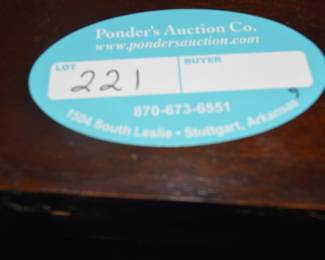 Ponder's Auction Co.
www.pondersauction.com
LOT BUYER
221
870-673-6551
1504 South Leslie • Stuttgart, Arkansas